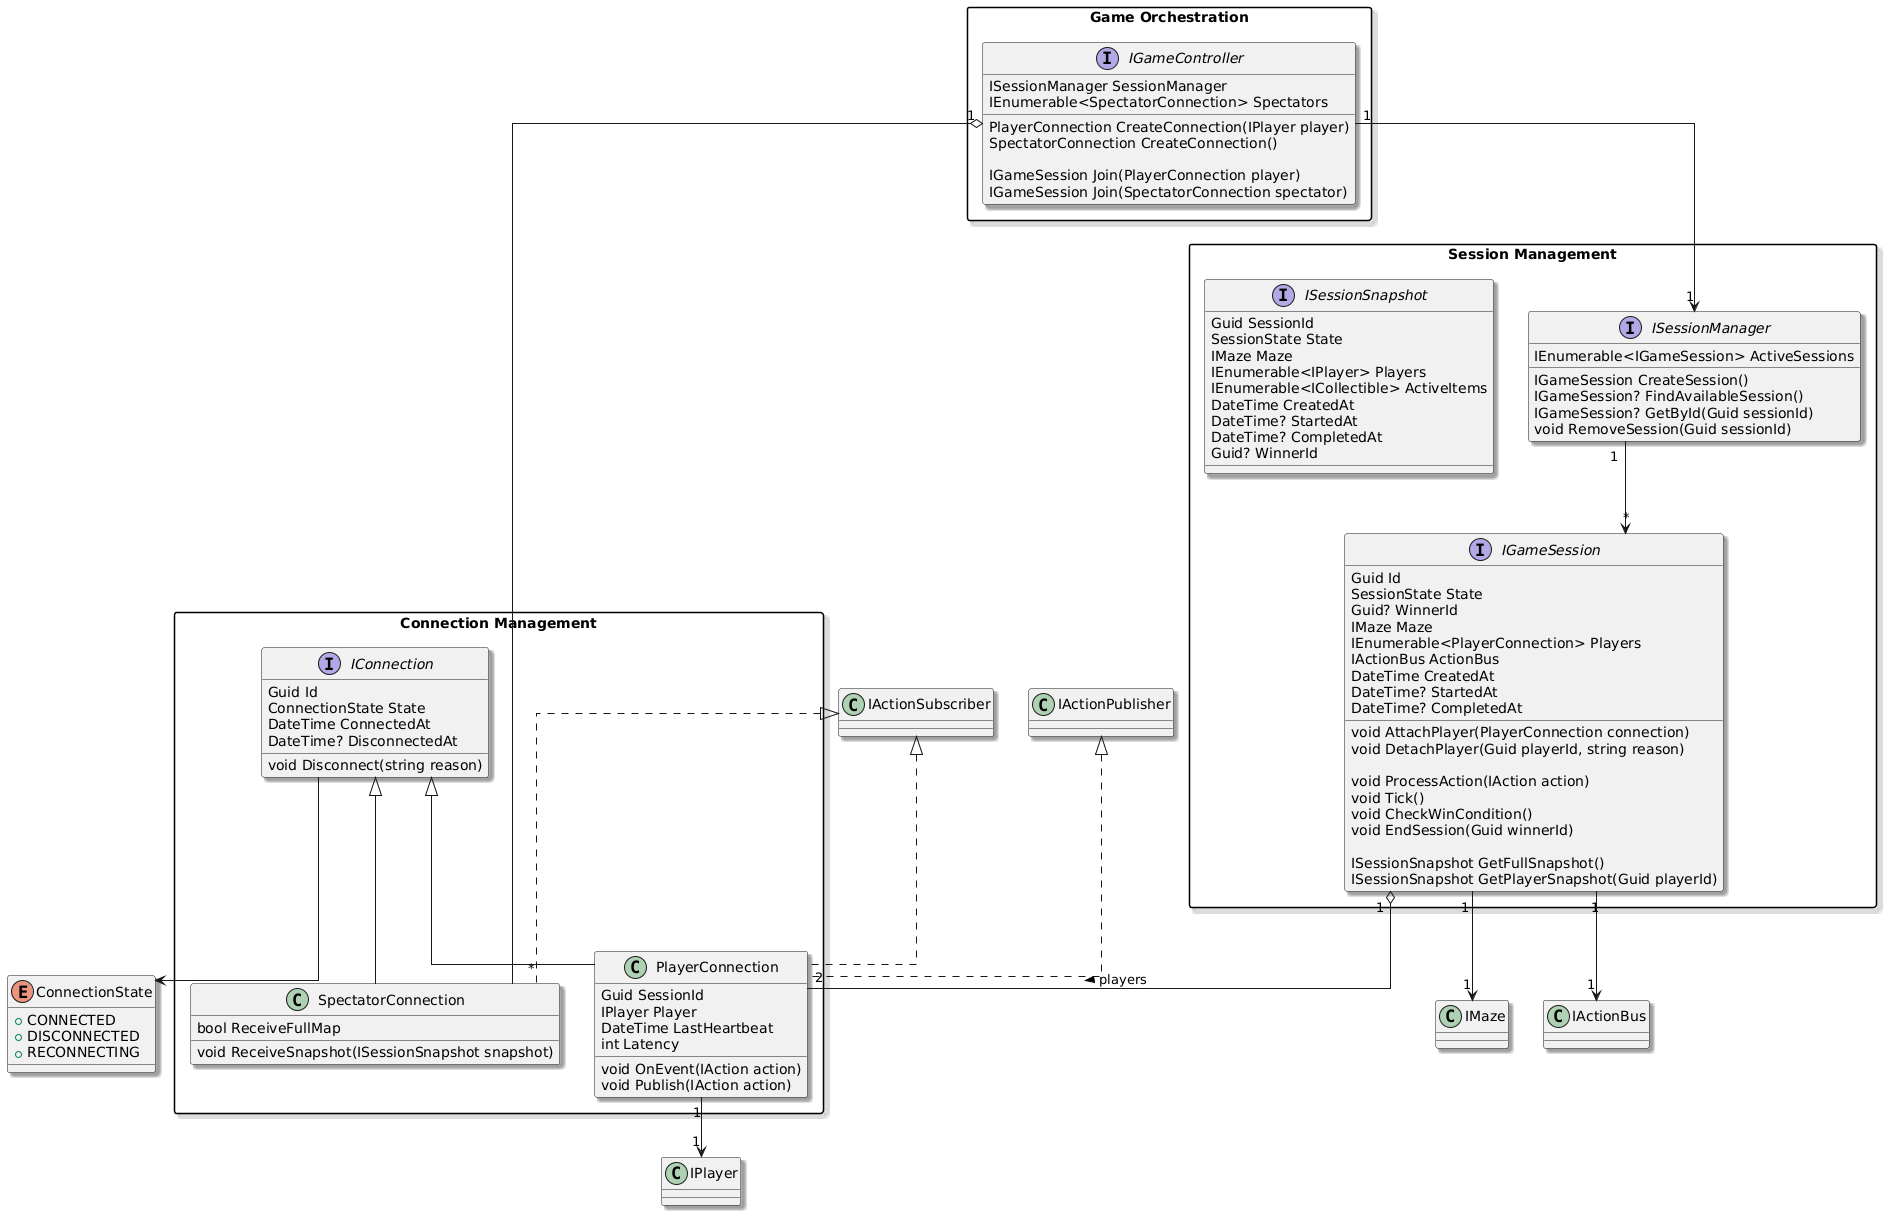 Game Orchestration
I
IGameController
ISessionManager SessionManager
IEnumerable<SpectatorConnection> Spectators
PlayerConnection CreateConnection(IPlayer player)
SpectatorConnection CreateConnection()
IGameSession Join(PlayerConnection player)
IGameSession Join(SpectatorConnection spectator)
1
1
1
Session Management
I
ISessionSnapshot
Guid SessionId
SessionState State
IMaze Maze
IEnumerable<IPlayer> Players
IEnumerable<ICollectible> ActiveItems
DateTime CreatedAt
DateTime? StartedAt
DateTime? CompletedAt
Guid? WinnerId
I
ISessionManager
IEnumerable<IGameSession> ActiveSessions
IGameSession CreateSession()
IGameSession? FindAvailableSession()
IGameSession? GetById(Guid sessionId)
void RemoveSession(Guid sessionId)
1
*
I
IGameSession
Guid Id
SessionState State
Guid? WinnerId
IMaze Maze
IEnumerable<PlayerConnection> Players
IActionBus ActionBus
DateTime CreatedAt
DateTime? StartedAt
DateTime? CompletedAt
void AttachPlayer(PlayerConnection connection)
void DetachPlayer(Guid playerId, string reason)
void ProcessAction(IAction action)
void Tick()
void CheckWinCondition()
void EndSession(Guid winnerId)
ISessionSnapshot GetFullSnapshot()
ISessionSnapshot GetPlayerSnapshot(Guid playerId)
1
1
1
Connection Management
I
IConnection
Guid Id
ConnectionState State
DateTime ConnectedAt
DateTime? DisconnectedAt
void Disconnect(string reason)
C
IActionSubscriber
C
IActionPublisher
E
ConnectionState
CONNECTED
DISCONNECTED
RECONNECTING
*
C
SpectatorConnection
bool ReceiveFullMap
void ReceiveSnapshot(ISessionSnapshot snapshot)
C
PlayerConnection
Guid SessionId
IPlayer Player
DateTime LastHeartbeat
int Latency
void OnEvent(IAction action)
void Publish(IAction action)
2
players
1
1
C
IMaze
C
IActionBus
1
1
C
IPlayer